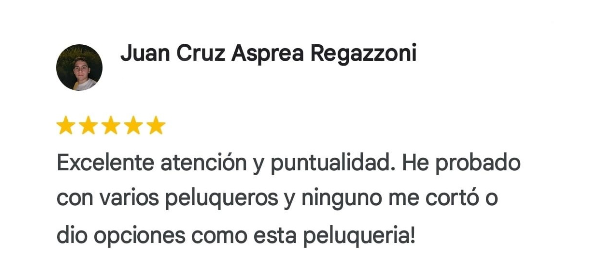 Juan Cruz Asprea Regazzoni
Excelente atención y puntualidad. He probado
con varios peluqueros y ninguno me cortó o
dio opciones como esta peluqueria!